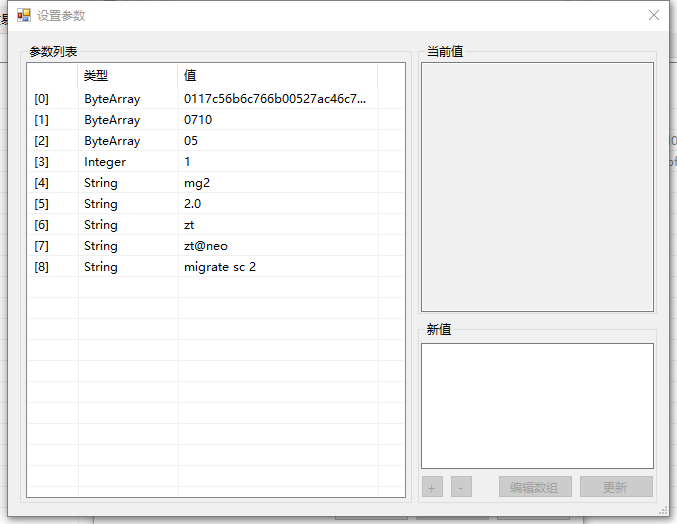 设置参数
参数列表
类型 值
[0] ByteArray 0117c56b6c766b00527ac46c7...
[1] ByteArray 0710
[2] ByteArray 05
[3] Integer 1
[4] String mg2
[5] String 2.0
[6] String zt
[7] String zt@neo
[8] String migrate sc 2
当前值
新值
+ - 编辑数组 更新